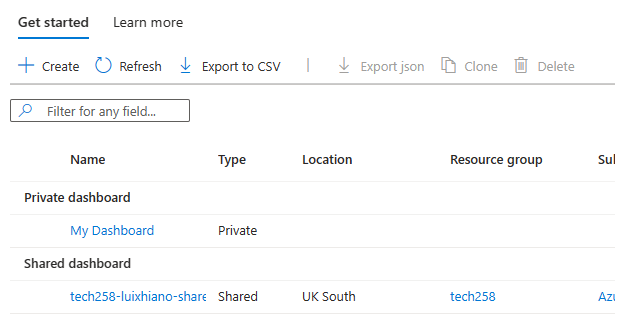 Get started Learn more
Create Refresh Export to CSV | Export json Clone Delete
Filter for any field...
Name Type Location Resource group Sul
Private dashboard
My Dashboard Private
Shared dashboard
tech258-luixhiano-share Shared UK South tech258 Azu